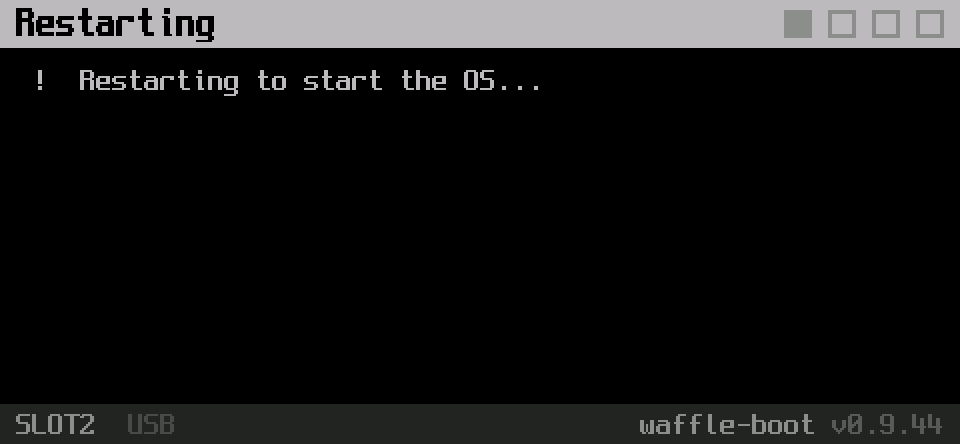 Restarting
! Restarting to start the OS...
SLOT2 USB waffle-boot v0.9.44